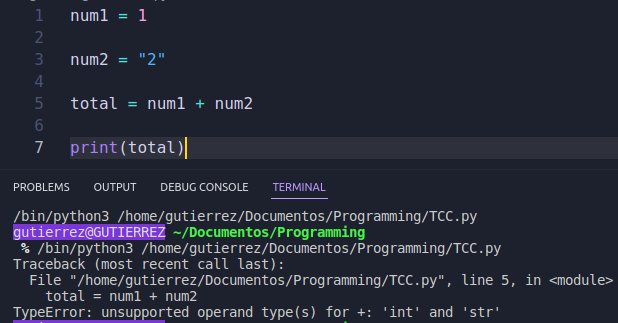 1 num1 = 1
2
3 num2 = "2"
4
5 total = num1 + num2
6
7 print(total)
PROBLEMS OUTPUT DEBUG CONSOLE TERMINAL
/bin/python3 /home/gutierrez/Documentos/Programming/TCC.py
gutierrez@GUTIERREZ ~/Documentos/Programming
% /bin/python3 /home/gutierrez/Documentos/Programming/TCC.py
Traceback (most recent call last):
File "/home/gutierrez/Documentos/Programming/TCC.py", line 5, in <module>
total = num1 + num2
TypeError: unsupported operand type(s) for +: 'int' and 'str'